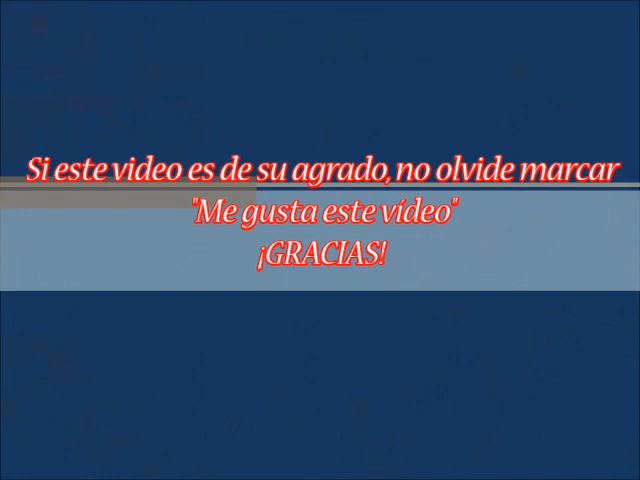 Si este video es de su agrado, no olvide marcar
"Me gusta este vídeo"
¡GRACIAS!